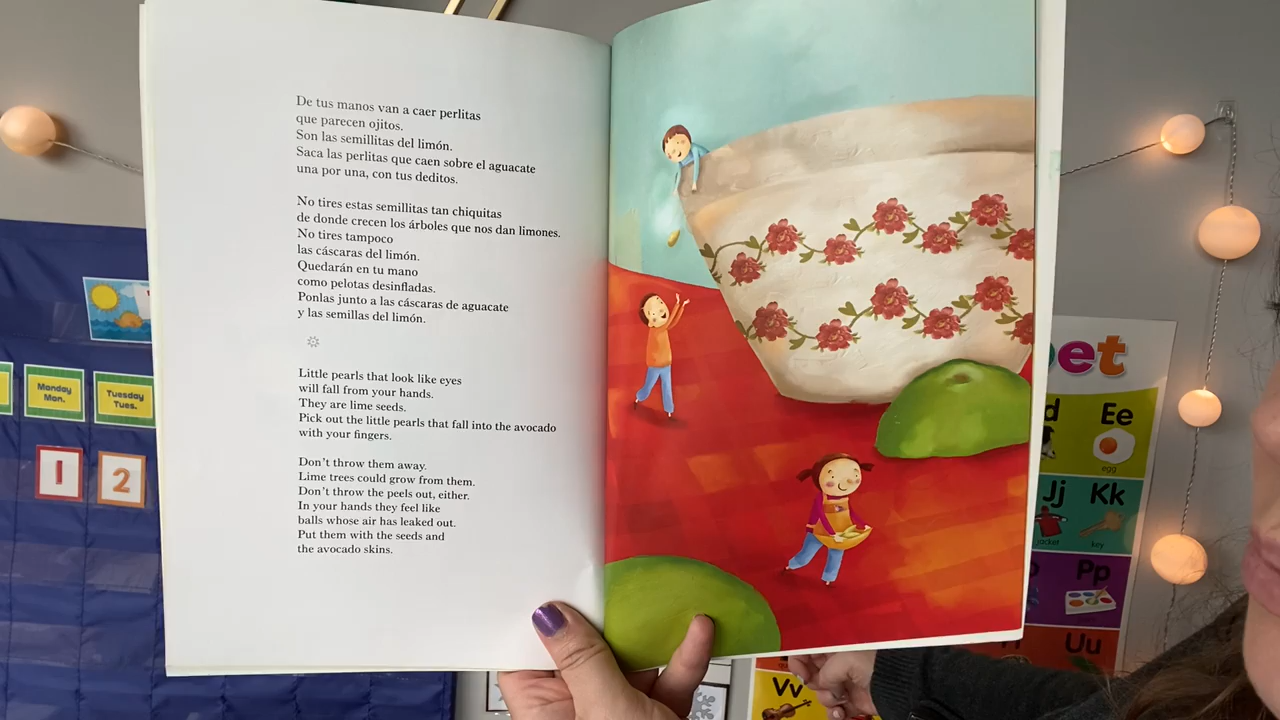 De tus manos van a caer perlitas
que parecen ojitos.
Son las semillitas del limón.
Saca las perlitas que caen sobre el aguacate
una por una, con tus deditos.
No tires estas semillitas tan chiquitas
de donde crecen los árboles que nos dan limones.
No tires tampoco
las cáscaras del limón.
Quedarán en tu mano
como pelotas desinfladas.
Ponlas junto a las cáscaras de aguacate
y las semillas del limón.
Little pearls that look like eyes
will fall from your hands.
They are lime seeds.
Pick out the little pearls that fall into the avocado
with your fingers.
Don't throw them away.
Lime trees could grow from them.
Don't throw the peels out, either.
In your hands they feel like
balls whose air has leaked out.
Put them with the seeds and
the avocado skins.
Monday
Mon.
Tuesday
Tues.
1 2
et
d Ee
egg
Jj Kk
jacket key
Pp
Uu
Vv